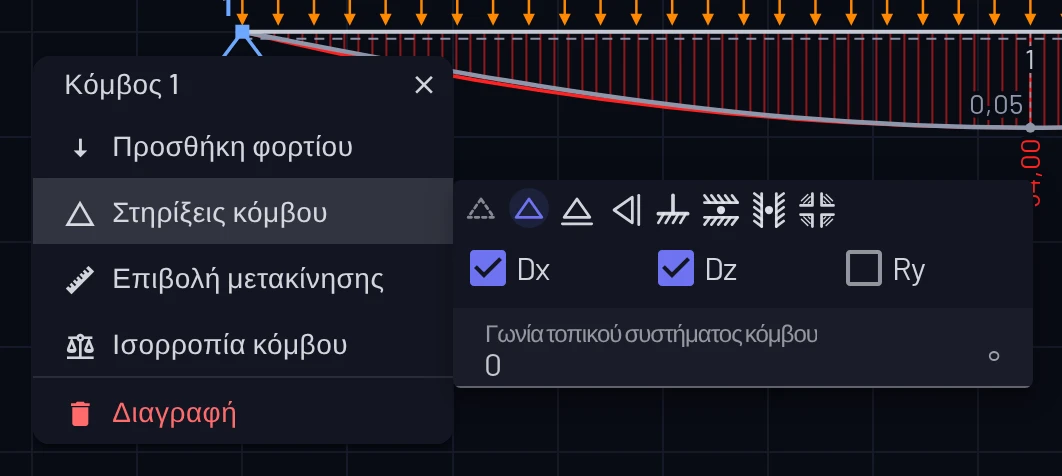 1
1
0,05
Κόμβος 1
Προσθήκη φορτίου
Στηρίξεις κόμβου
Dx
Dz
Ry
Επιβολή μετακίνησης
Γωνία τοπικού συστήματος κόμβου
0 °
Ισορροπία κόμβου
Διαγραφή